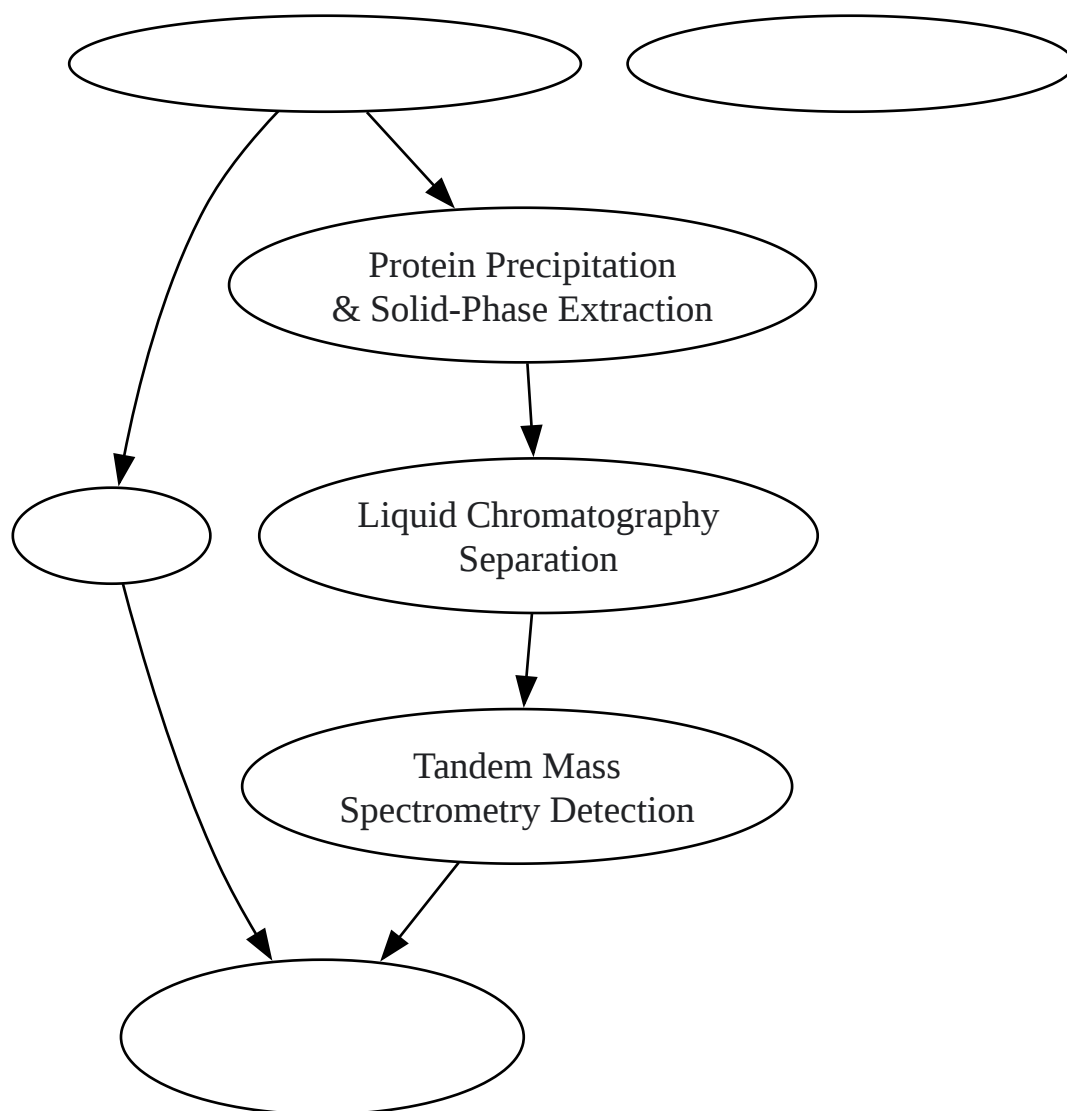 Protein Precipitation
& Solid-Phase Extraction
Liquid Chromatography
Separation
Tandem Mass
Spectrometry Detection